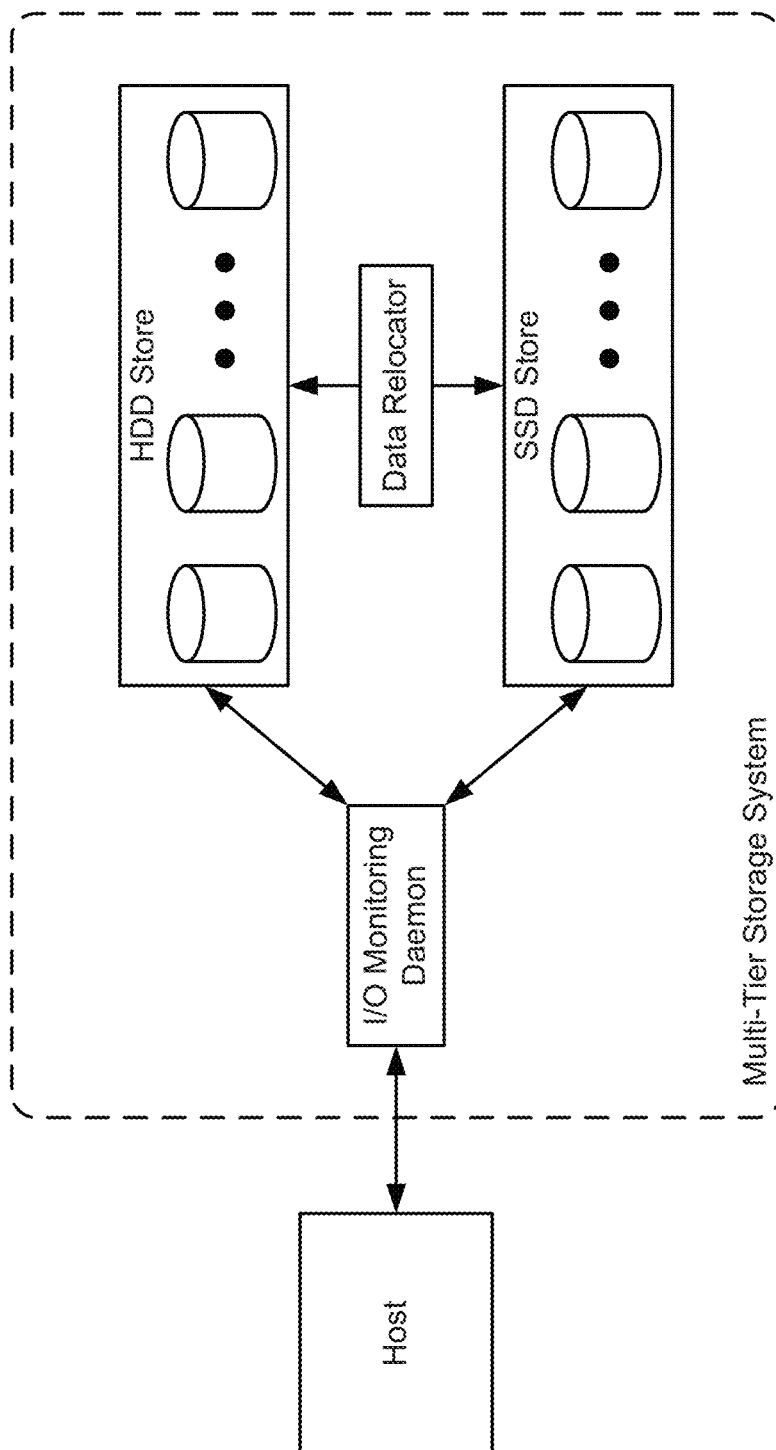 Host
I/O Monitoring
Daemon
HDD Store
Data Relocator
SSD Store
Multi-Tier Storage System